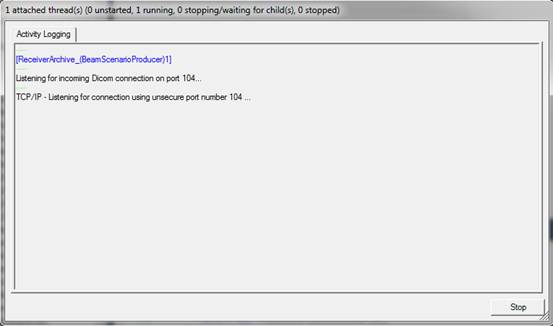 1 attached thread(s) (0 unstarted, 1 running, 0 stopping/waiting for child(s), 0 stopped)
Activity Logging
[ReceiverArchive_(BeamScenarioProducer)1]
Listening for incoming Dicom connection on port 104...
TCP/IP - Listening for connection using unsecure port number 104 ...
Stop